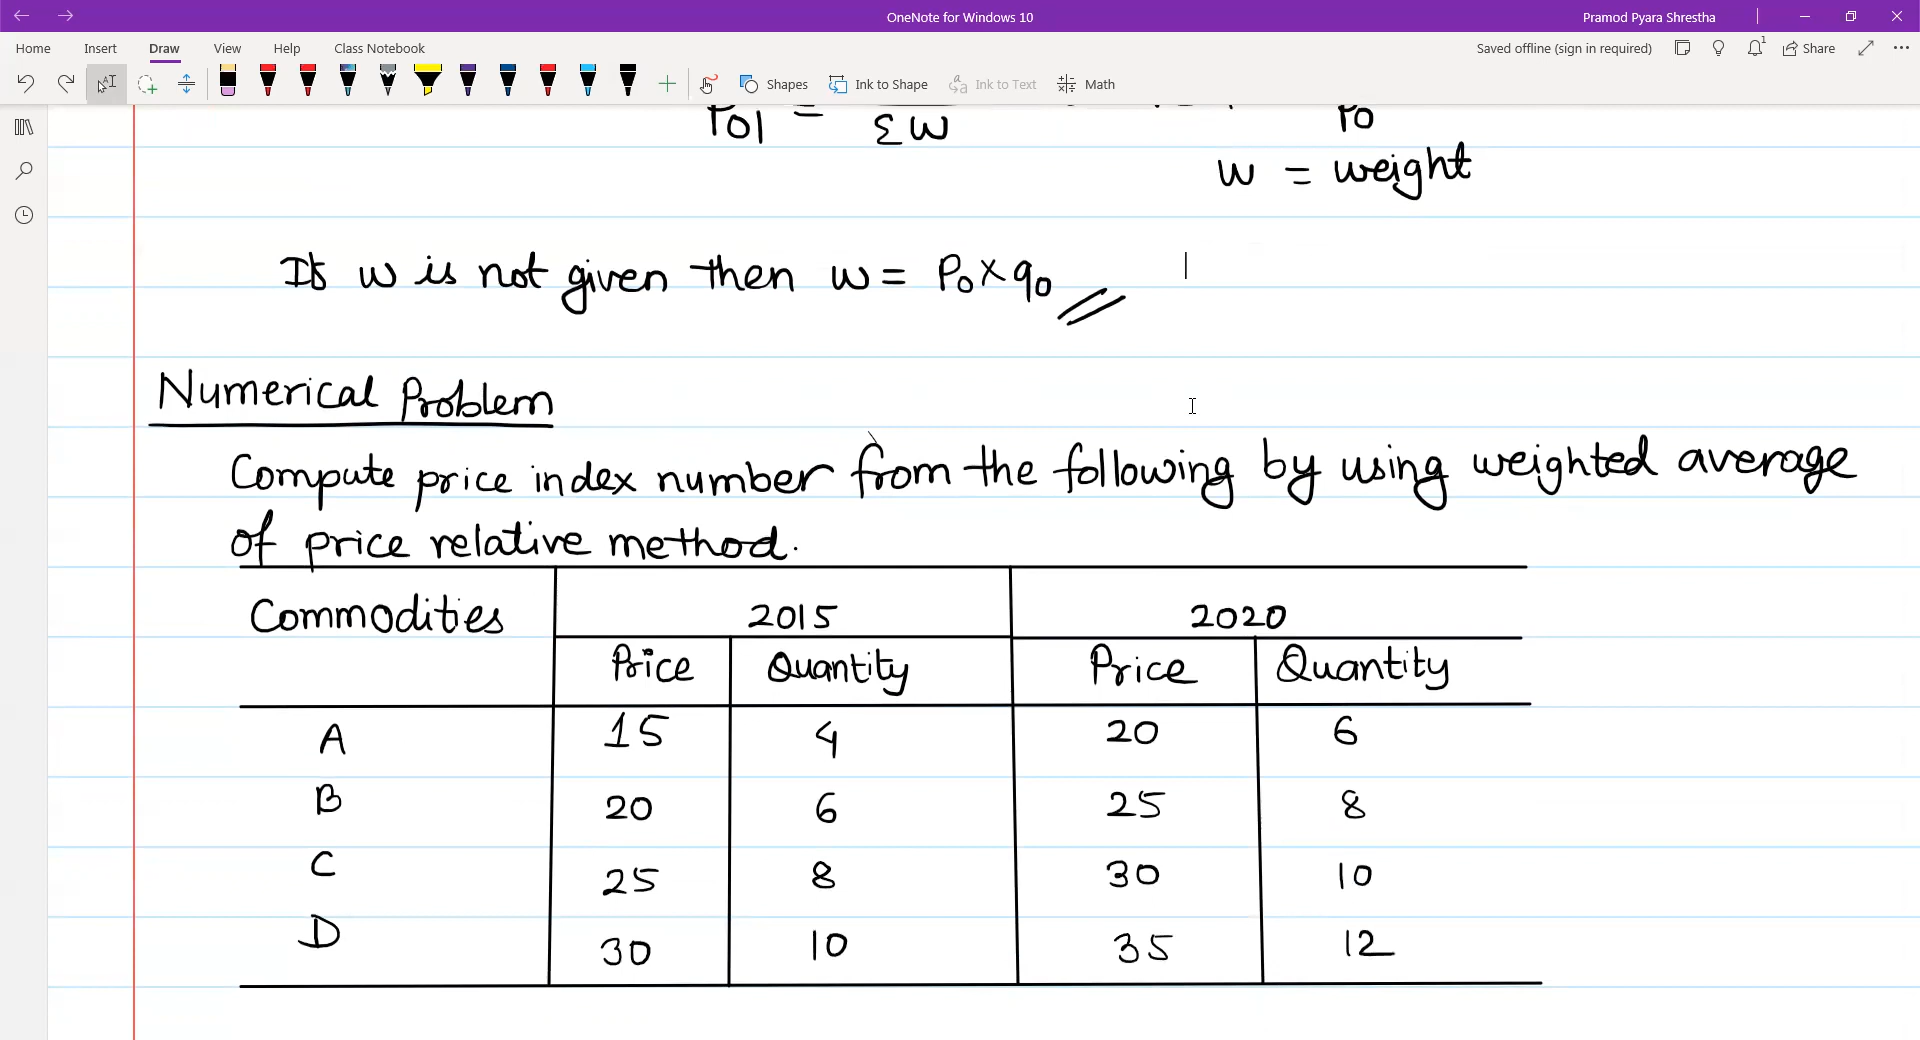 OneNote for Windows 10
Pramod Pyara Shrestha
Home Insert Draw View Help Class Notebook
Saved offline (sign in required) 1 Share
Shapes Ink to Shape Ink to Text Math
P01 = ΣW P0
w = weight
If w is not given then w = P0 × q0
Numerical Problem
Compute price index number from the following by using weighted average
of price relative method.
Commodities 2015 2020
Price Quantity Price Quantity
A 15 4 20 6
B 20 6 25 8
C 25 8 30 10
D 30 10 35 12